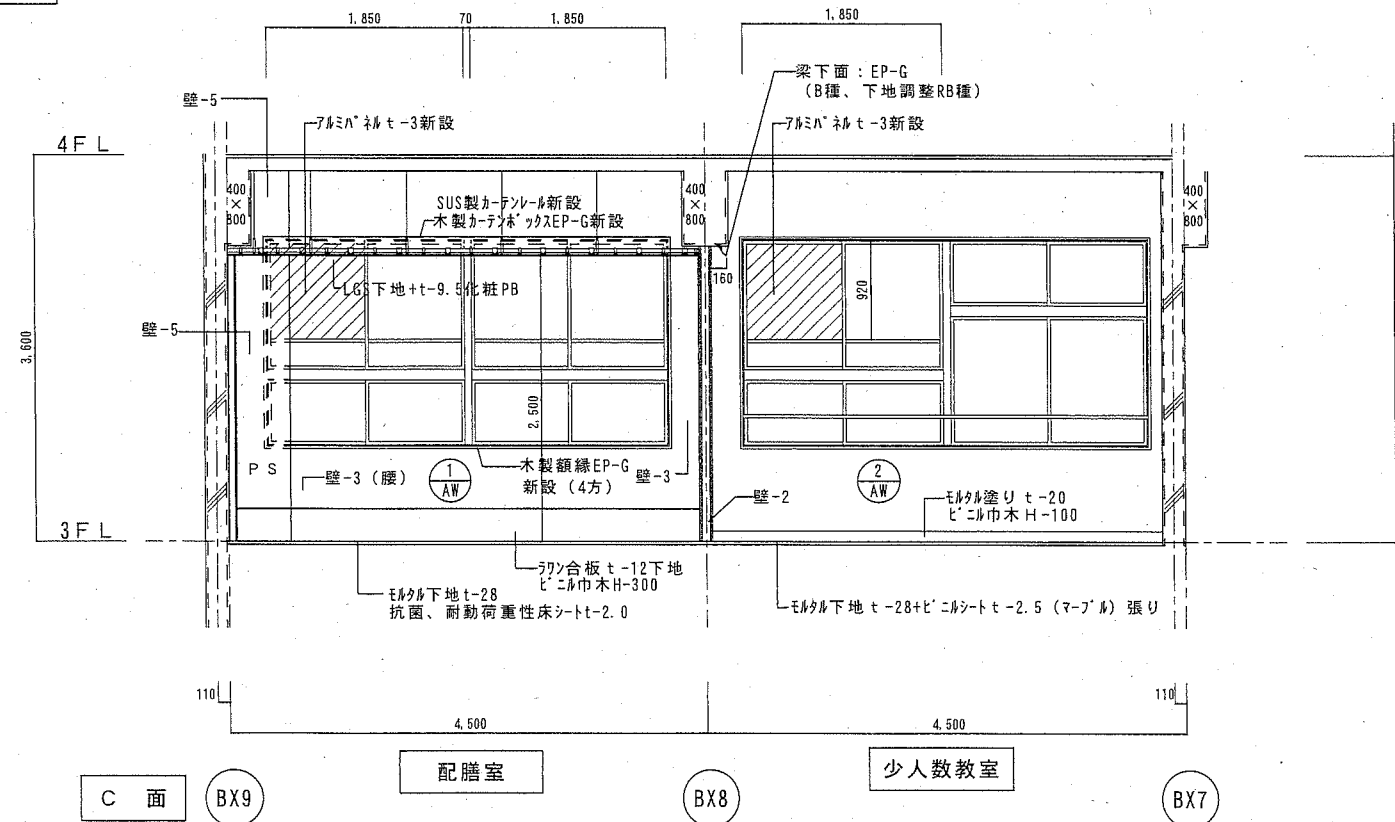 1,850
70
1,850
1,850
梁下面：EP-G
（B種、下地調整RB種）
壁-5
アルミパネルt-3新設
アルミパネルt-3新設
4FL
400
×
800
SUS製カーテンレール新設
木製カーテンボックスEP-G新設
400
×
800
400
×
800
160
LGS下地+t-9.5化粧PB
920
壁-5
3,600
2,500
PS
壁-3（腰）
1
AW
木製額縁EP-G
新設（4方）
壁-3
2
AW
壁-2
モルタル塗りt-20
ビニル巾木H-100
3FL
ラワン合板t-12下地
ビニル巾木H-300
モルタル下地t-28
抗菌、耐動荷重性床シートt-2.0
モルタル下地t-28+ビニルシートt-2.5（マーブル）張り
110
110
4,500
4,500
配膳室
少人数教室
C 面
BX9
BX8
BX7